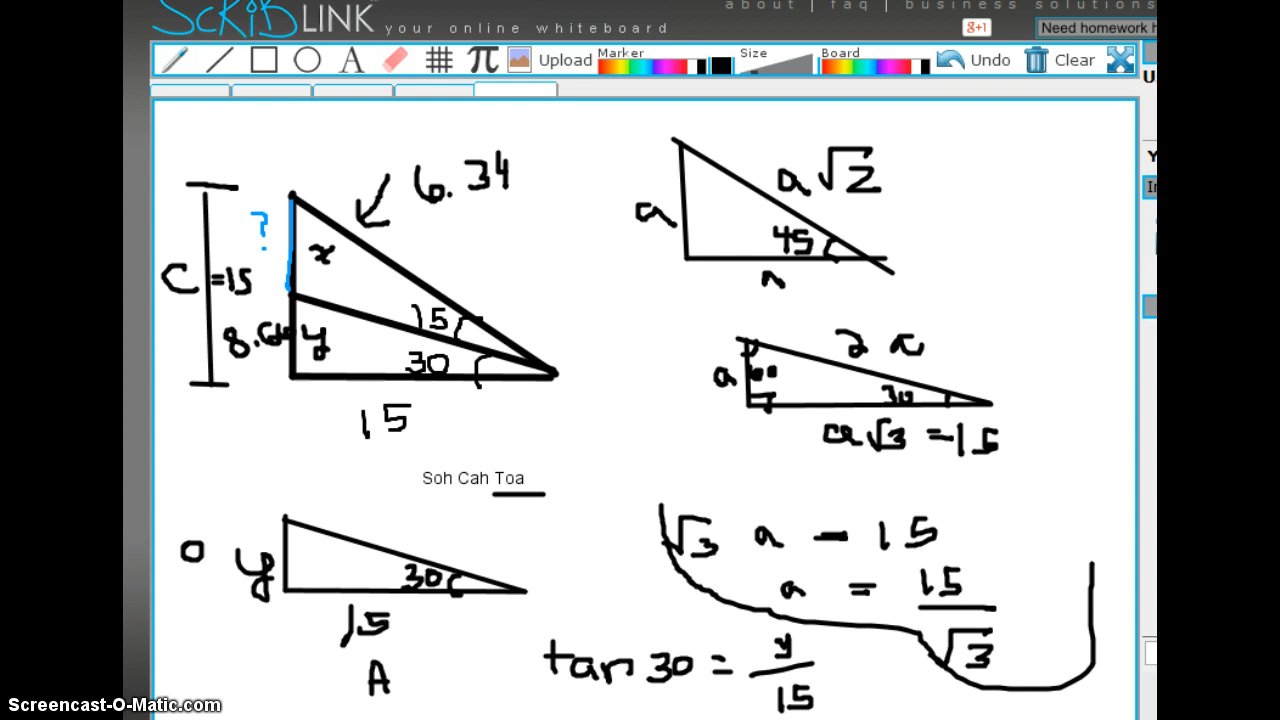 SCRiBLINK your online whiteboard
about | faq | business solutions
g+1
Need homework h
Upload
Marker
Size
Board
Undo
Clear
6.34
?
x
C = 15
15
8.66 y
30
15
a
a √2
45
a
60
2 a
30
a√3 = 15
Soh Cah Toa
O y
30
15
A
√3 a = 15
a = 15
√3
tan 30 = y
15
Screencast-O-Matic.com